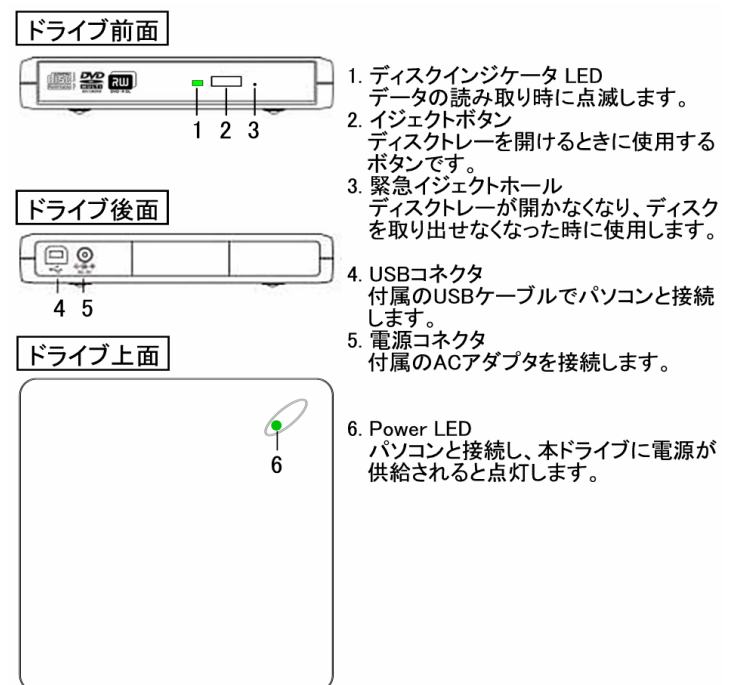 ドライブ前面
1 2 3
1. ディスクインジケータ LED
データの読み取り時に点滅します。
2. イジェクトボタン
ディスクトレーを開けるときに使用する
ボタンです。
3. 緊急イジェクトホール
ディスクトレーが開かなくなり、ディスク
を取り出せなくなった時に使用します。
ドライブ後面
4 5
4. USBコネクタ
付属のUSBケーブルでパソコンと接続
します。
5. 電源コネクタ
付属のACアダプタを接続します。
ドライブ上面
6
6. Power LED
パソコンと接続し、本ドライブに電源が
供給されると点灯します。